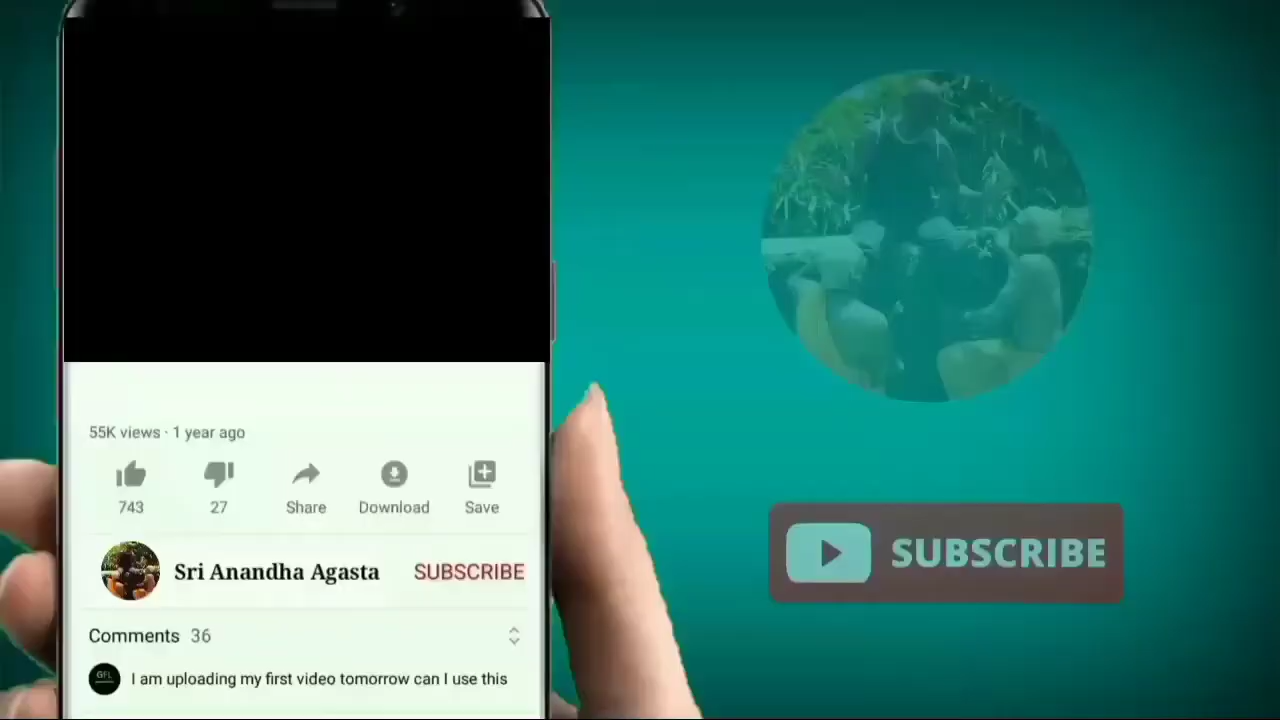 55K views · 1 year ago
743
27
Share
Download
Save
Sri Anandha Agasta
SUBSCRIBE
Comments 36
GFL
I am uploading my first video tomorrow can I use this
SUBSCRIBE